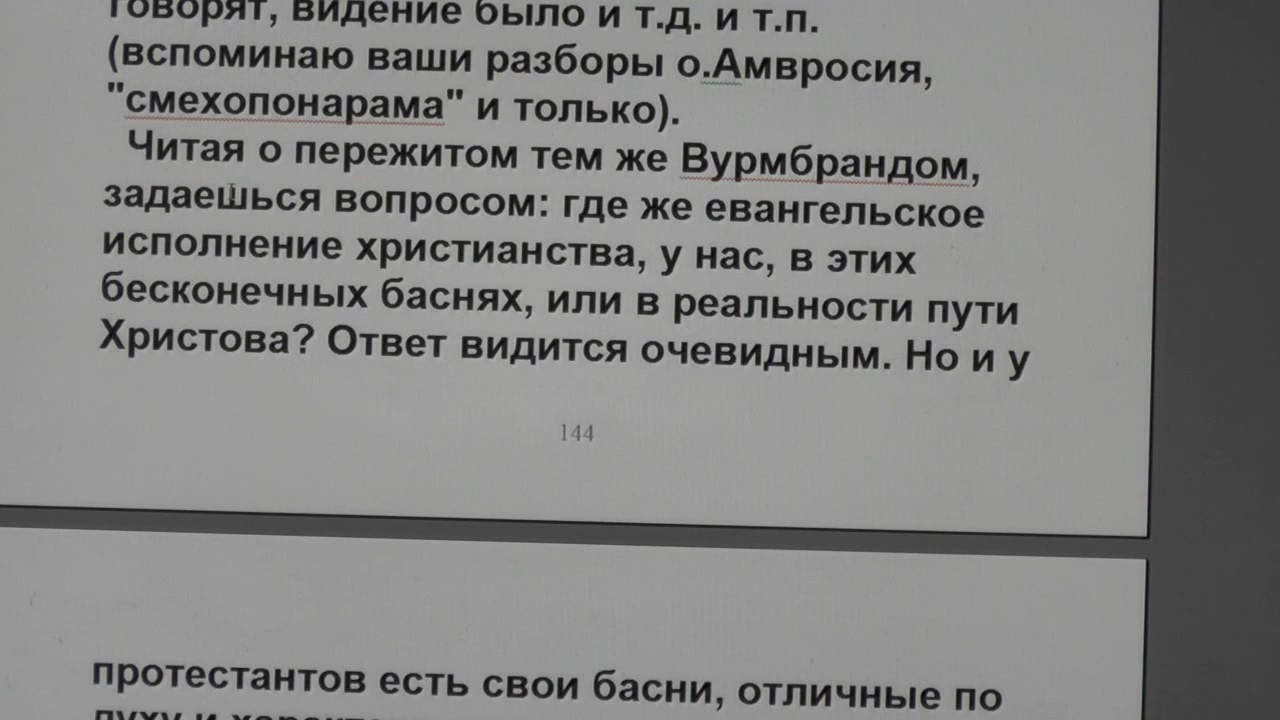 говорят, видение было и т.д. и т.п.
(вспоминаю ваши разборы о.Амвросия,
"смехопонарама" и только).
Читая о пережитом тем же Вурмбрандом,
задаешься вопросом: где же евангельское
исполнение христианства, у нас, в этих
бесконечных баснях, или в реальности пути
Христова? Ответ видится очевидным. Но и у
144
протестантов есть свои басни, отличные по
духу и